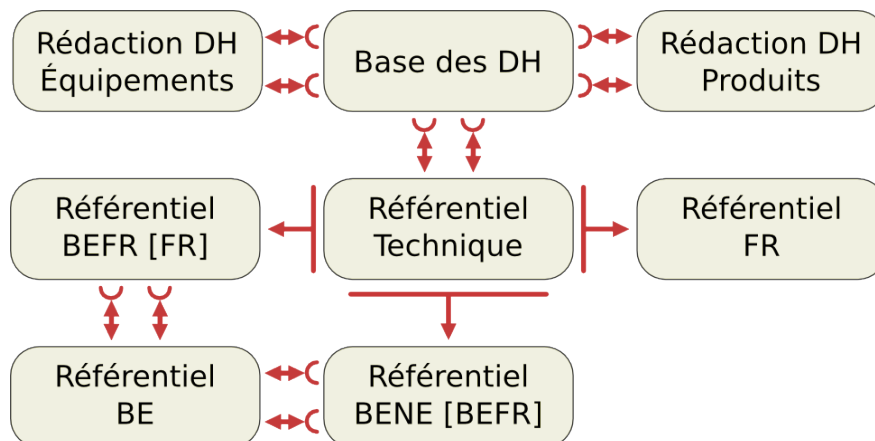 Rédaction DH
Équipements
Base des DH
Rédaction DH
Produits
Référentiel
BEFR [FR]
Référentiel
Technique
Référentiel
FR
Référentiel
BE
Référentiel
BENE [BEFR]